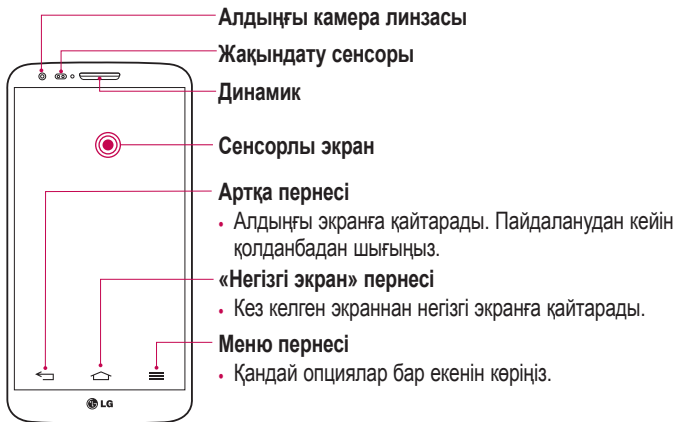 Алдыңғы камера линзасы
Жақындату сенсоры
Динамик
Сенсорлы экран
Артқа пернесі
• Алдыңғы экранға қайтарады. Пайдаланудан кейін
қолданбадан шығыңыз.
«Негізгі экран» пернесі
• Кез келген экраннан негізгі экранға қайтарады.
Меню пернесі
• Қандай опциялар бар екенін көріңіз.
LG